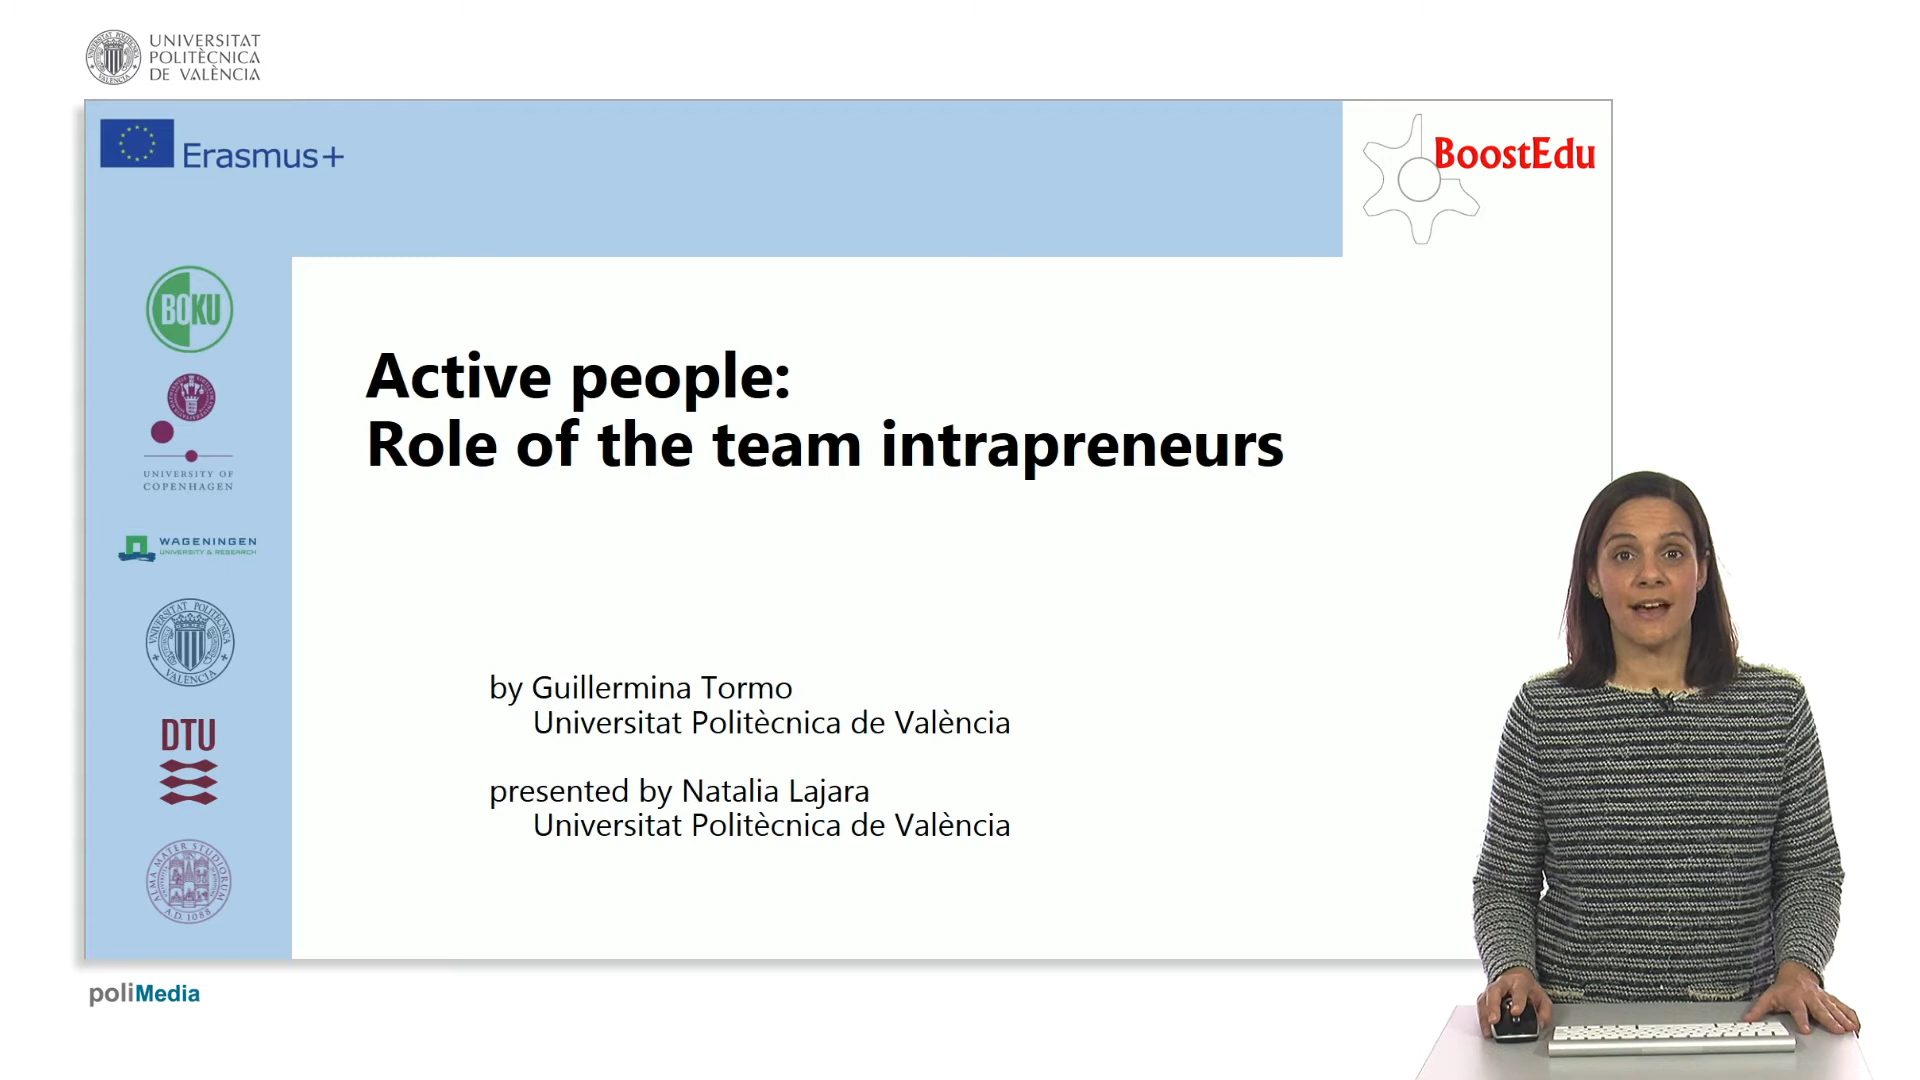 UNIVERSITAT
POLITÈCNICA
DE VALÈNCIA
Erasmus+
BoostEdu
BOKU
UNIVERSITY OF
COPENHAGEN
WAGENINGEN
UNIVERSITY & RESEARCH
UNIVERSITAT POLITÈCNICA
VALÈNCIA
DTU
ALMA MATER STUDIORUM
A.D. 1088
Active people:
Role of the team intrapreneurs
by Guillermina Tormo
Universitat Politècnica de València
presented by Natalia Lajara
Universitat Politècnica de València
poliMedia